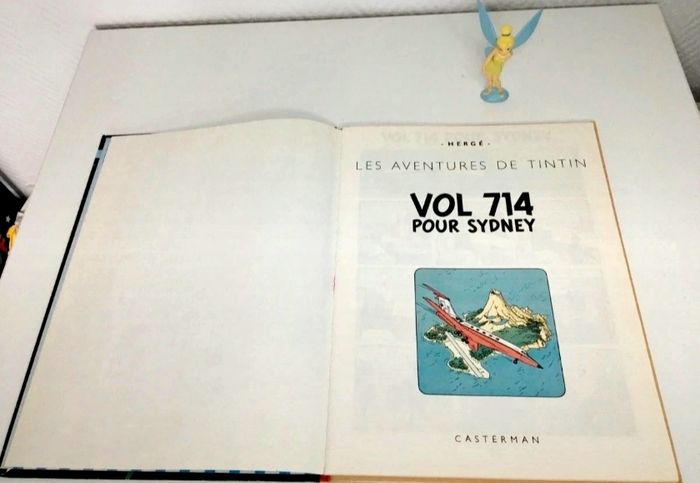 · HERGÉ ·
LES AVENTURES DE TINTIN
VOL 714
POUR SYDNEY
CASTERMAN